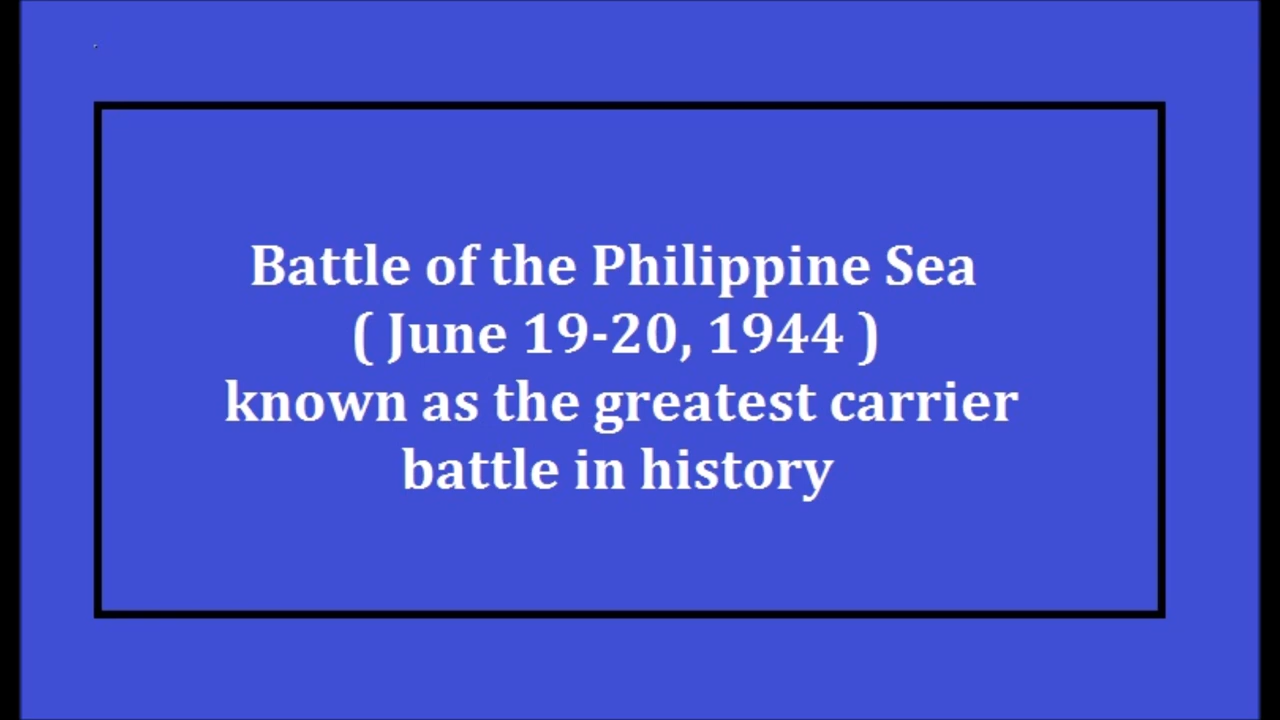 Battle of the Philippine Sea
( June 19-20, 1944 )
known as the greatest carrier
battle in history